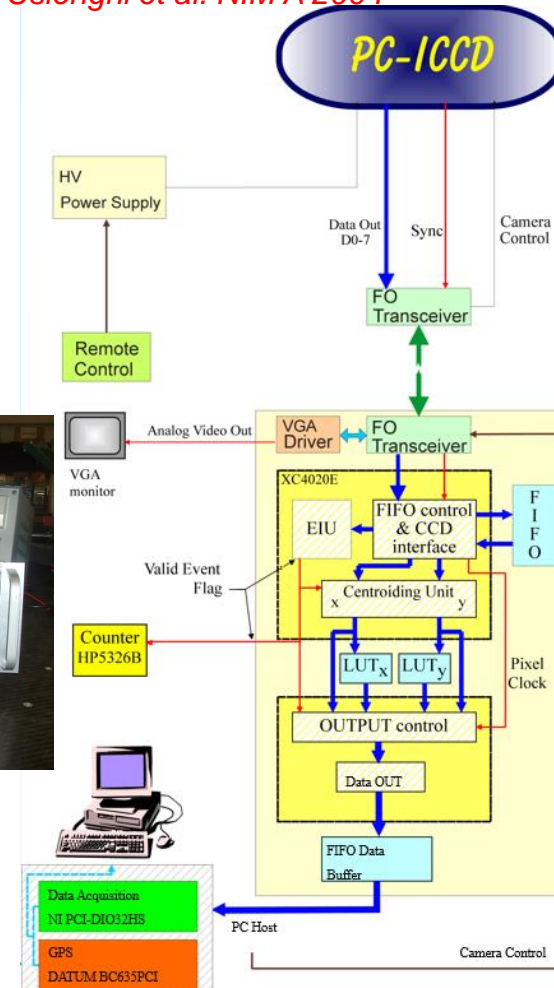 PC-ICCD
HV
Power Supply
Data Out
D0-7
Sync
Camera
Control
FO
Transceiver
Remote
Control
Analog Video Out
VGA
Driver
FO
Transceiver
VGA
monitor
XC4020E
EIU
FIFO control
& CCD
interface
F
I
F
O
Valid Event
Flag
x Centroiding Unit y
Counter
HP5326B
LUTx
LUTy
Pixel
Clock
OUTPUT control
Data OUT
FIFO Data
Buffer
Data Acquisition
NI PCI-DIO32HS
PC Host
GPS
DATUM BC635PCI
Camera Control